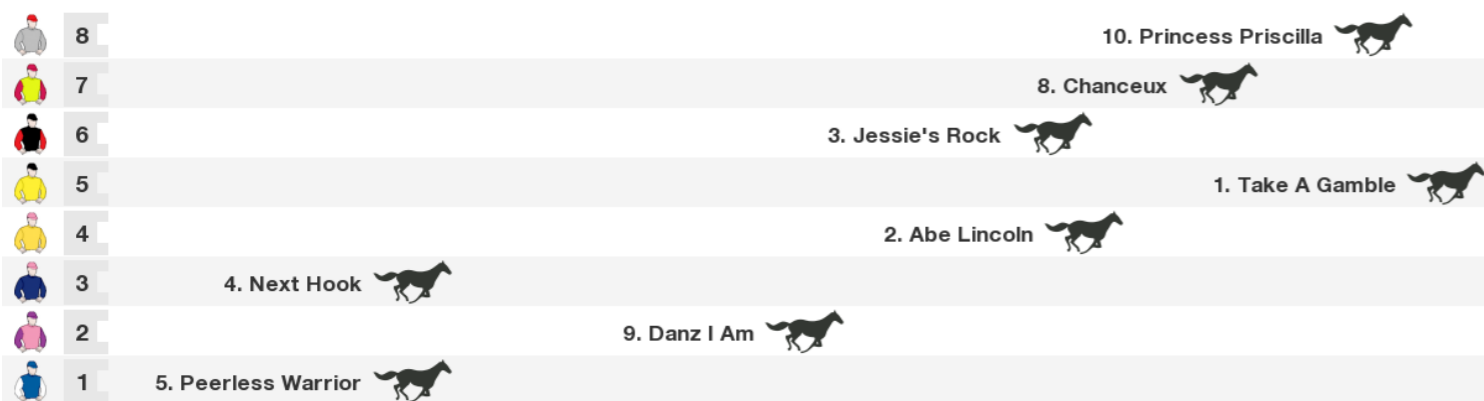 8 10. Princess Priscilla
7 8. Chanceux
6 3. Jessie's Rock
5 1. Take A Gamble
4 2. Abe Lincoln
3 4. Next Hook
2 9. Danz I Am
1 5. Peerless Warrior